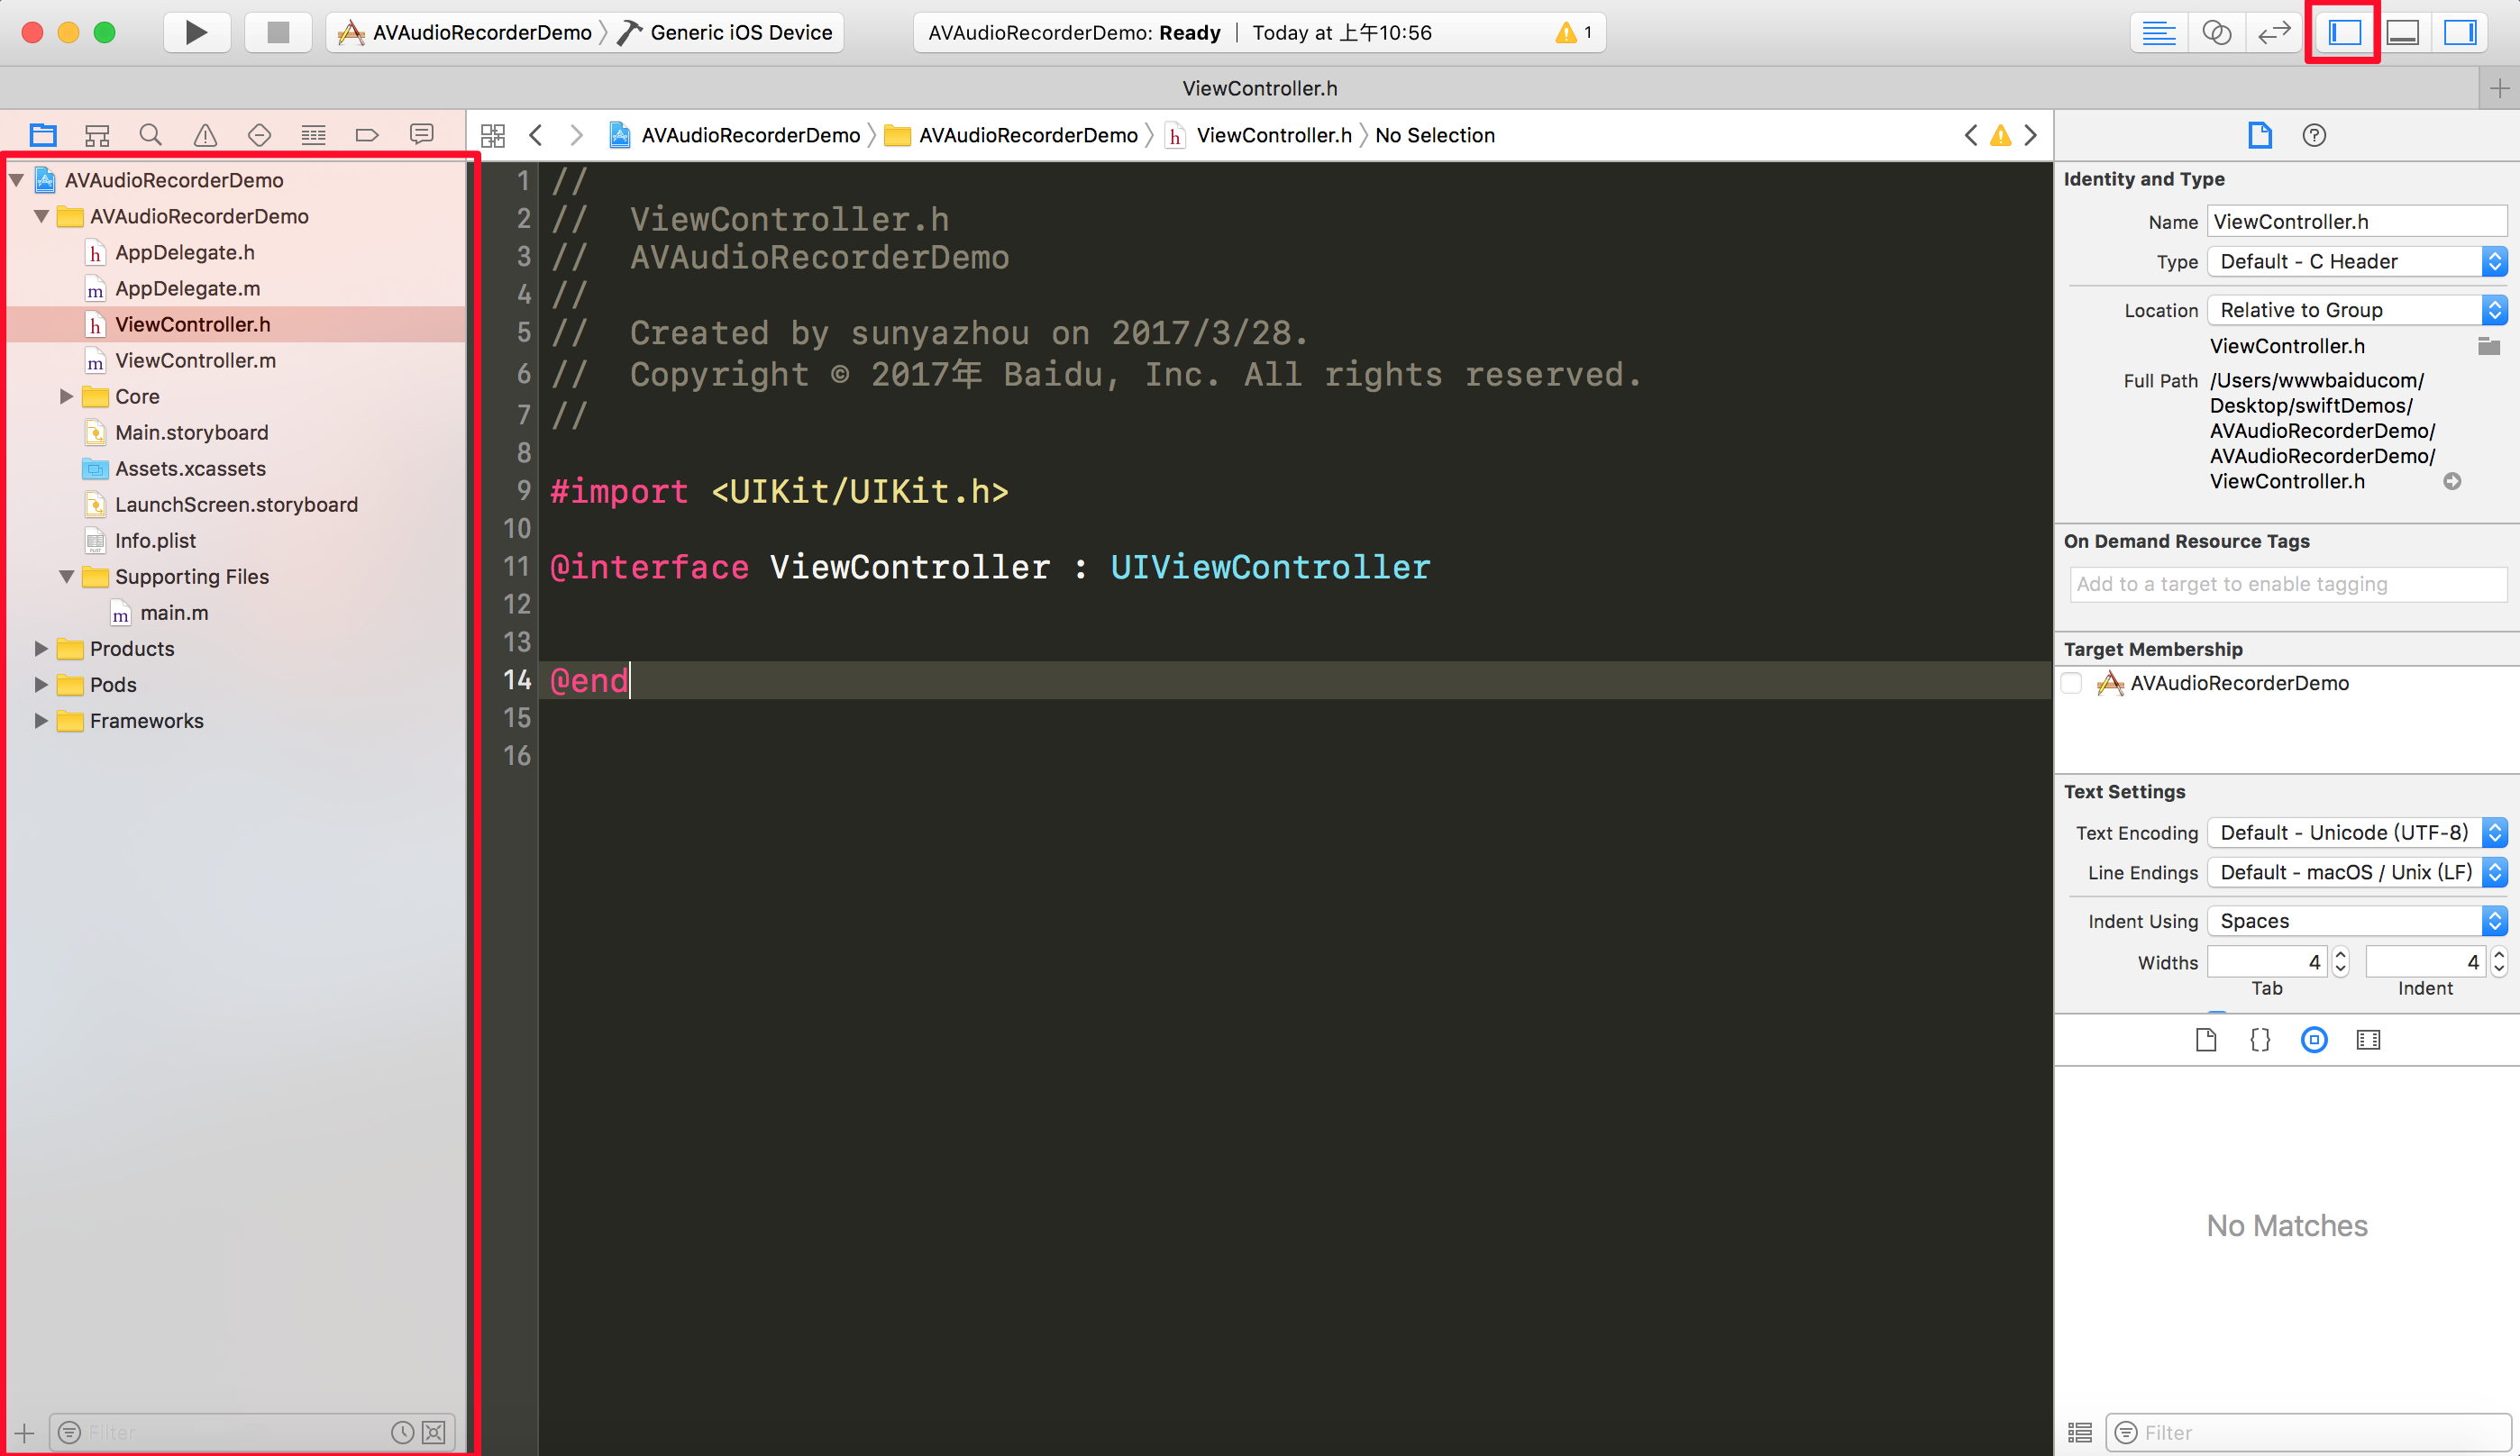 AVAudioRecorderDemo Generic iOS Device
AVAudioRecorderDemo: Ready Today at 上午10:56 1
ViewController.h
AVAudioRecorderDemo AVAudioRecorderDemo h ViewController.h No Selection
AVAudioRecorderDemo
AVAudioRecorderDemo
h AppDelegate.h
m AppDelegate.m
h ViewController.h
m ViewController.m
Core
Main.storyboard
Assets.xcassets
LaunchScreen.storyboard
Info.plist
Supporting Files
m main.m
Products
Pods
Frameworks
Filter
1 //
2 // ViewController.h
3 // AVAudioRecorderDemo
4 //
5 // Created by sunyazhou on 2017/3/28.
6 // Copyright © 2017年 Baidu, Inc. All rights reserved.
7 //
8
9 #import <UIKit/UIKit.h>
10
11 @interface ViewController : UIViewController
12
13
14 @end
15
16
Identity and Type
Name ViewController.h
Type Default - C Header
Location Relative to Group
ViewController.h
Full Path /Users/wwwbaiducom/
Desktop/swiftDemos/
AVAudioRecorderDemo/
AVAudioRecorderDemo/
ViewController.h
On Demand Resource Tags
Add to a target to enable tagging
Target Membership
AVAudioRecorderDemo
Text Settings
Text Encoding Default - Unicode (UTF-8)
Line Endings Default - macOS / Unix (LF)
Indent Using Spaces
Widths 4 4
Tab Indent
{}
No Matches
Filter